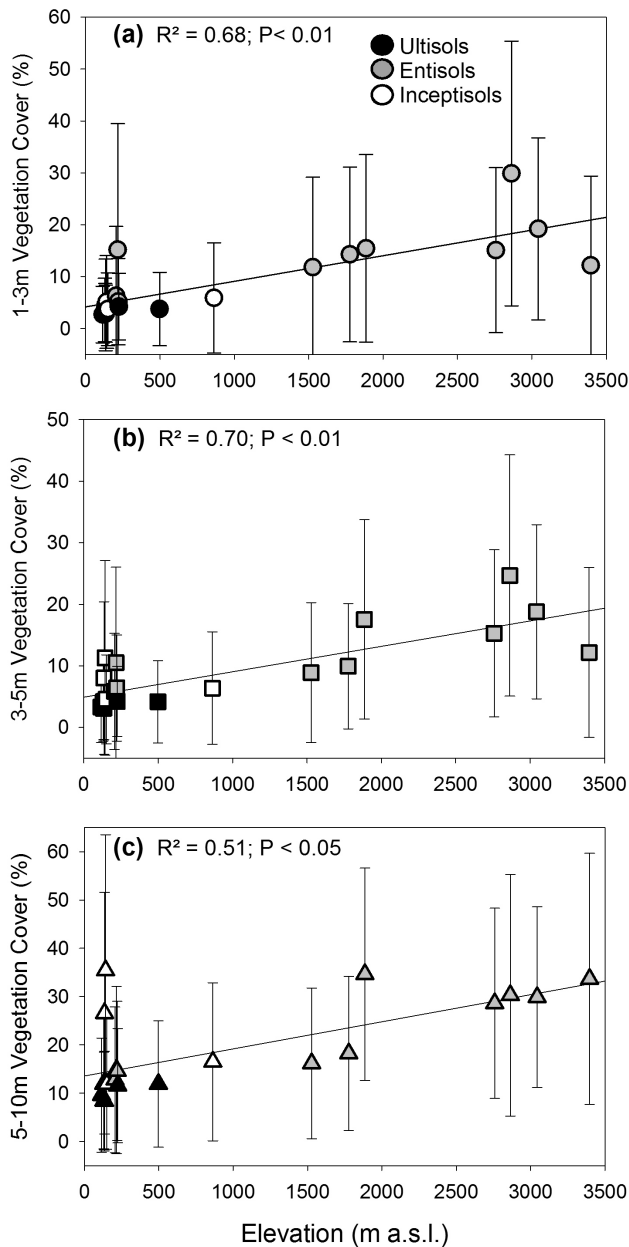 (a) R² = 0.68; P< 0.01
Ultisols
Entisols
Inceptisols
1-3m Vegetation Cover (%)
60
50
40
30
20
10
0
0 500 1000 1500 2000 2500 3000 3500
(b) R² = 0.70; P < 0.01
3-5m Vegetation Cover (%)
50
40
30
20
10
0
0 500 1000 1500 2000 2500 3000 3500
(c) R² = 0.51; P < 0.05
5-10m Vegetation Cover (%)
60
50
40
30
20
10
0
0 500 1000 1500 2000 2500 3000 3500
Elevation (m a.s.l.)